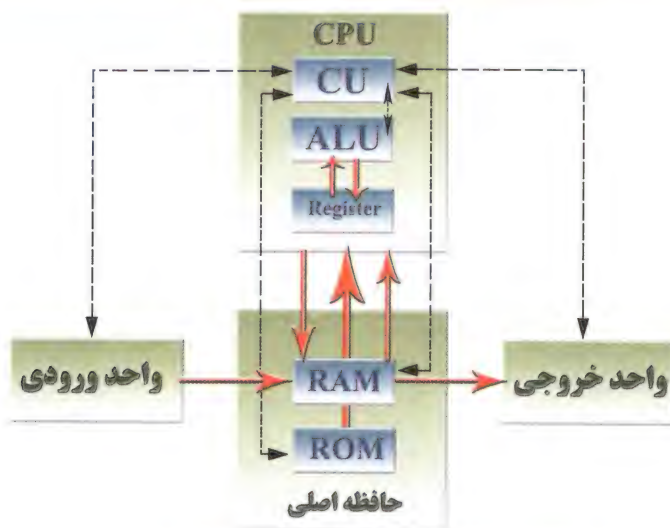 CPU
CU
ALU
Register
واحد ورودی
RAM
واحد خروجی
ROM
حافظه اصلی